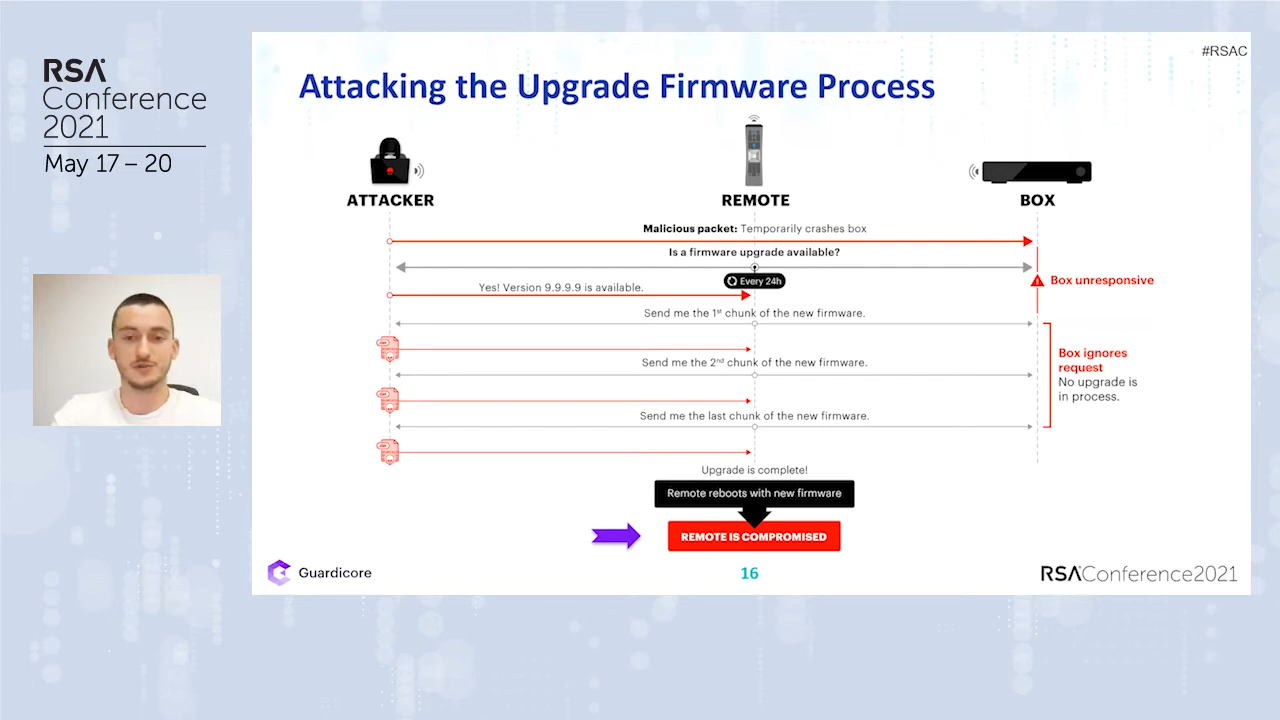 RSA
Conference
2021
May 17 – 20
#RSAC
Attacking the Upgrade Firmware Process
ATTACKER
REMOTE
BOX
Malicious packet: Temporarily crashes box
Is a firmware upgrade available?
Every 24h
Box unresponsive
Yes! Version 9.9.9.9 is available.
Send me the 1st chunk of the new firmware.
Send me the 2nd chunk of the new firmware.
Box ignores
request
No upgrade is
in process.
Send me the last chunk of the new firmware.
Upgrade is complete!
Remote reboots with new firmware
REMOTE IS COMPROMISED
Guardicore
16
RSAConference2021